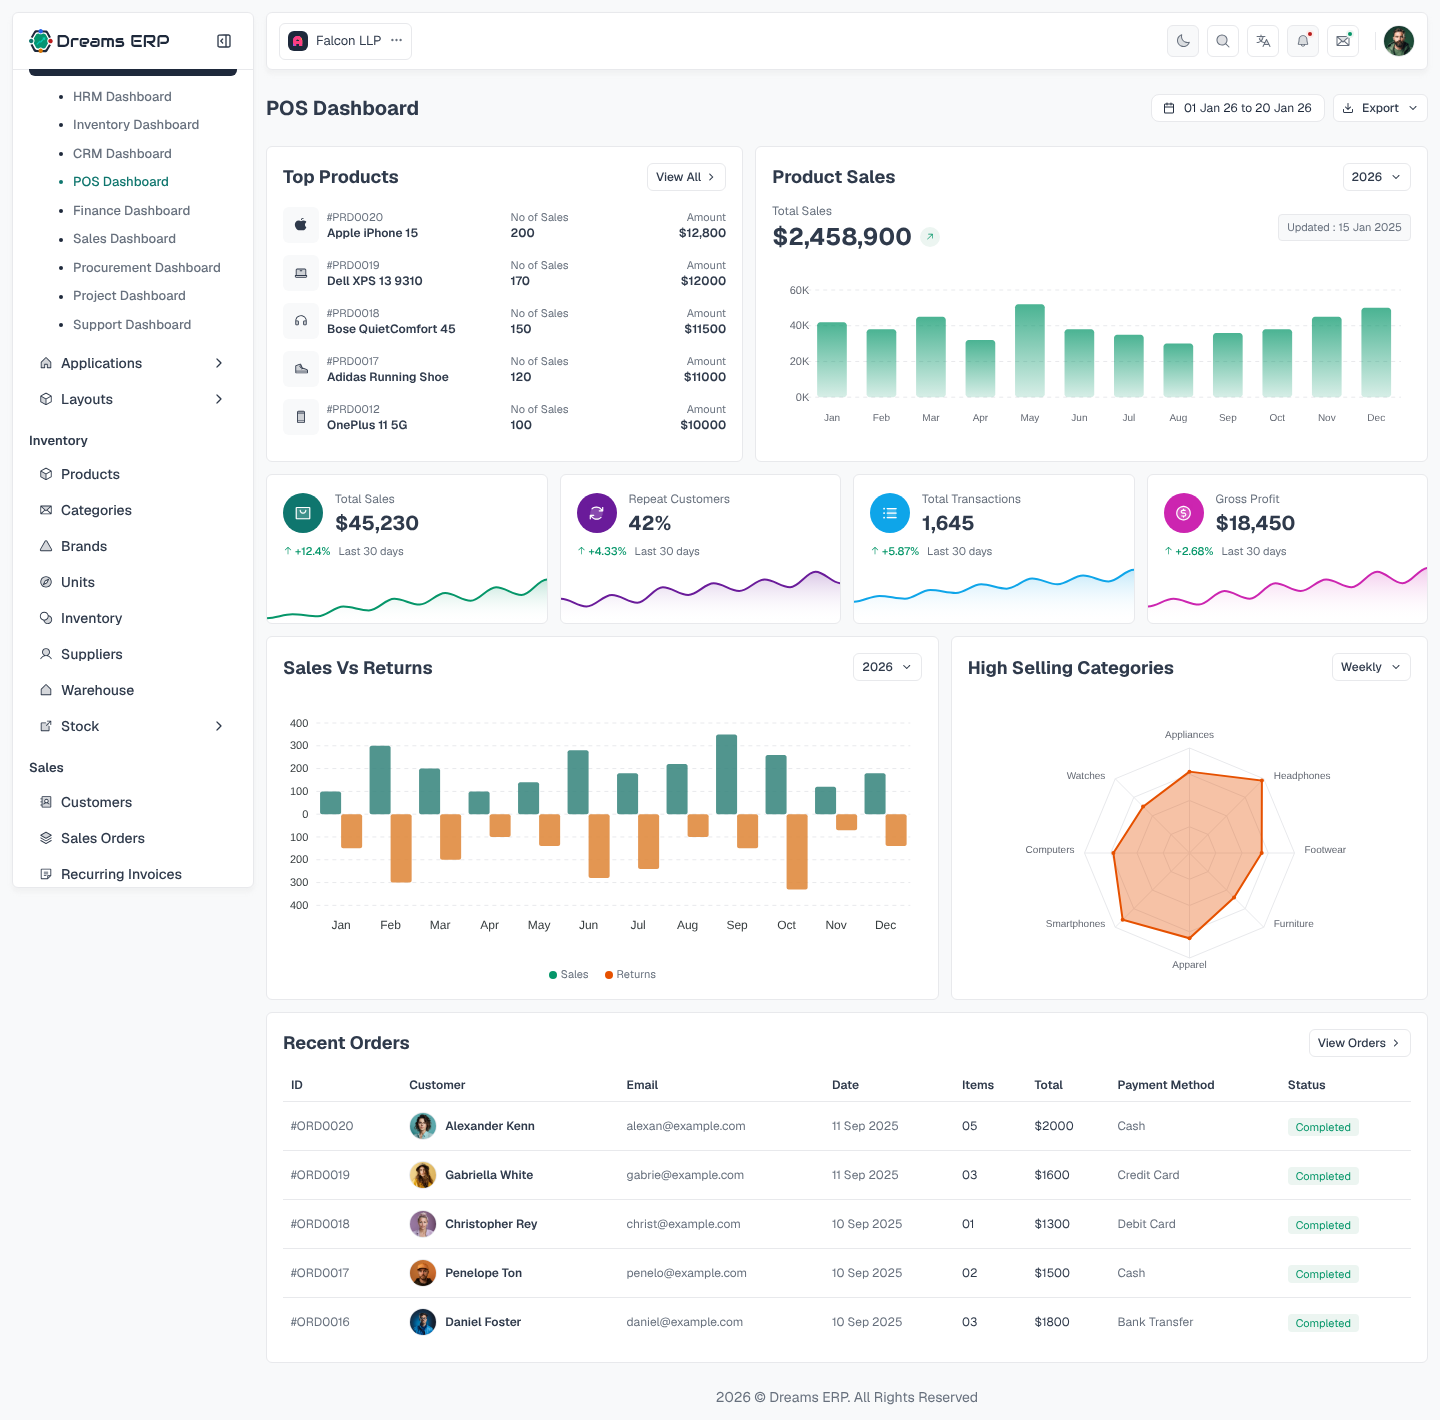 Dreams ERP
HRM Dashboard
Inventory Dashboard
CRM Dashboard
POS Dashboard
Finance Dashboard
Sales Dashboard
Procurement Dashboard
Project Dashboard
Support Dashboard
Applications
Layouts
Inventory
Products
Categories
Brands
Units
Inventory
Suppliers
Warehouse
Stock
Sales
Customers
Sales Orders
Recurring Invoices
Falcon LLP
POS Dashboard
01 Jan 26 to 20 Jan 26
Export
Top Products
View All
#PRD0020 No of Sales Amount
Apple iPhone 15 200 $12,800
#PRD0019 No of Sales Amount
Dell XPS 13 9310 170 $12000
#PRD0018 No of Sales Amount
Bose QuietComfort 45 150 $11500
#PRD0017 No of Sales Amount
Adidas Running Shoe 120 $11000
#PRD0012 No of Sales Amount
OnePlus 11 5G 100 $10000
Product Sales
2026
Total Sales
$2,458,900
Updated : 15 Jan 2025
60K
40K
20K
0K
Jan Feb Mar Apr May Jun Jul Aug Sep Oct Nov Dec
Total Sales
$45,230
+12.4% Last 30 days
Repeat Customers
42%
+4.33% Last 30 days
Total Transactions
1,645
+5.87% Last 30 days
Gross Profit
$18,450
+2.68% Last 30 days
Sales Vs Returns
2026
400
300
200
100
0
100
200
300
400
Jan Feb Mar Apr May Jun Jul Aug Sep Oct Nov Dec
Sales Returns
High Selling Categories
Weekly
Appliances
Watches Headphones
Computers Footwear
Smartphones Furniture
Apparel
Recent Orders
View Orders
ID Customer Email Date Items Total Payment Method Status
#ORD0020 Alexander Kenn alexan@example.com 11 Sep 2025 05 $2000 Cash Completed
#ORD0019 Gabriella White gabrie@example.com 11 Sep 2025 03 $1600 Credit Card Completed
#ORD0018 Christopher Rey christ@example.com 10 Sep 2025 01 $1300 Debit Card Completed
#ORD0017 Penelope Ton penelo@example.com 10 Sep 2025 02 $1500 Cash Completed
#ORD0016 Daniel Foster daniel@example.com 10 Sep 2025 03 $1800 Bank Transfer Completed
2026 © Dreams ERP. All Rights Reserved